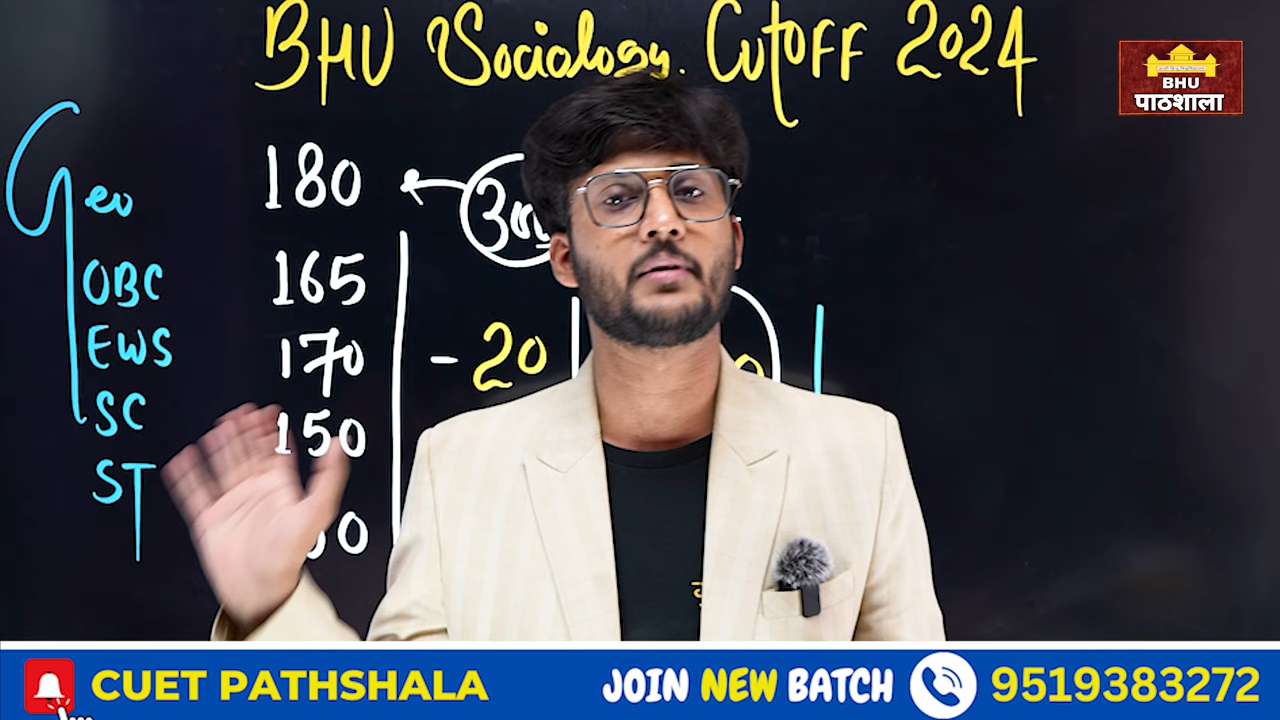 BHU Sociology. CutOFF 2024
BHU
पाठशाला
Geo 180
OBC 165
EWS 170 - 20
SC 150
ST
CUET PATHSHALA JOIN NEW BATCH 9519383272